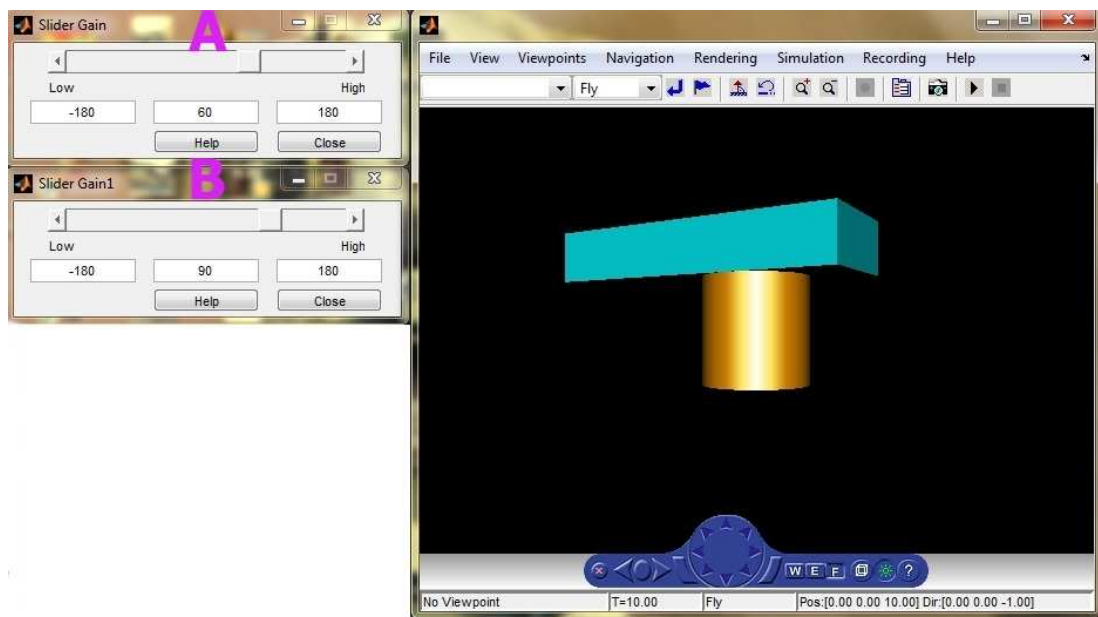 A
Slider Gain
Low High
-180 60 180
Help Close
B
Slider Gain1
Low High
-180 90 180
Help Close
File View Viewpoints Navigation Rendering Simulation Recording Help
Fly
W E F ?
No Viewpoint T=10.00 Fly Pos:[0.00 0.00 10.00] Dir:[0.00 0.00 -1.00]